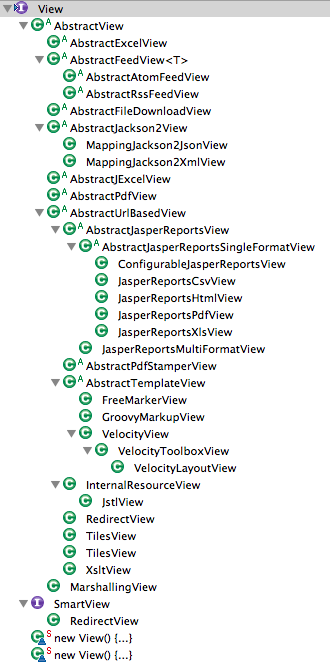 View
AbstractView
AbstractExcelView
AbstractFeedView<T>
AbstractAtomFeedView
AbstractRssFeedView
AbstractFileDownloadView
AbstractJackson2View
MappingJackson2JsonView
MappingJackson2XmlView
AbstractJExcelView
AbstractPdfView
AbstractUrlBasedView
AbstractJasperReportsView
AbstractJasperReportsSingleFormatView
ConfigurableJasperReportsView
JasperReportsCsvView
JasperReportsHtmlView
JasperReportsPdfView
JasperReportsXlsView
JasperReportsMultiFormatView
AbstractPdfStamperView
AbstractTemplateView
FreeMarkerView
GroovyMarkupView
VelocityView
VelocityToolboxView
VelocityLayoutView
InternalResourceView
JstlView
RedirectView
TilesView
TilesView
XsltView
MarshallingView
SmartView
RedirectView
new View() {...}
new View() {...}